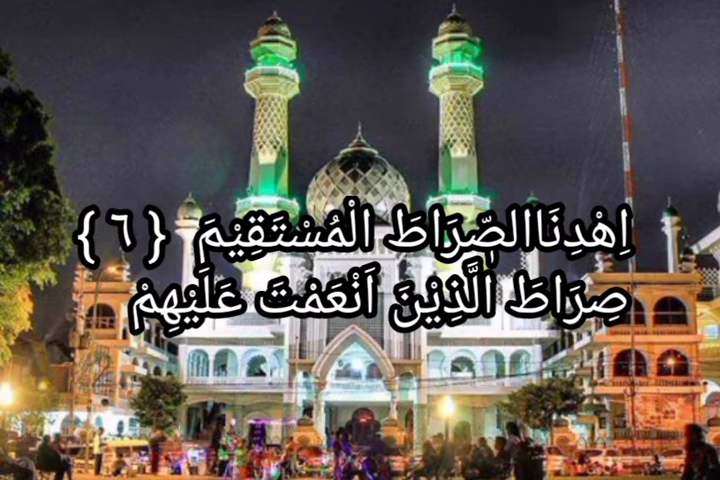 اِهْدِنَاالصِّرَاطَ الْمُسْتَقِيْمَ { ٦ }
صِرَاطَ الَّذِيْنَ اَنْعَمْتَ عَلَيْهِمْ